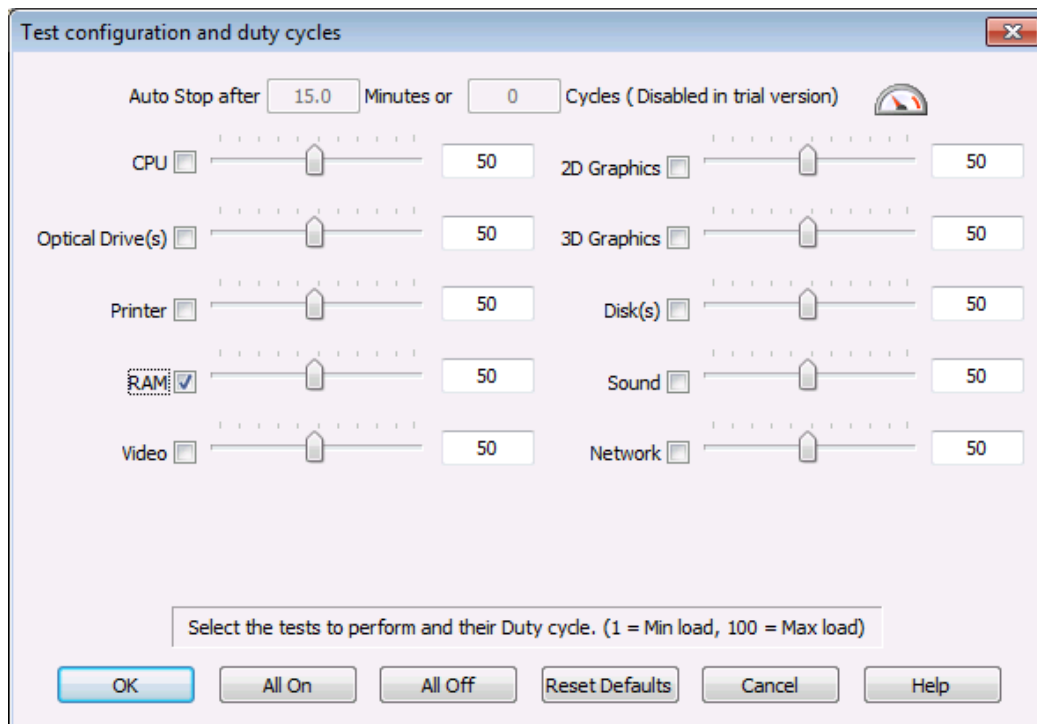 Test configuration and duty cycles
Auto Stop after 15.0 Minutes or 0 Cycles ( Disabled in trial version)
CPU 50 2D Graphics 50
Optical Drive(s) 50 3D Graphics 50
Printer 50 Disk(s) 50
RAM 50 Sound 50
Video 50 Network 50
Select the tests to perform and their Duty cycle. (1 = Min load, 100 = Max load)
OK All On All Off Reset Defaults Cancel Help